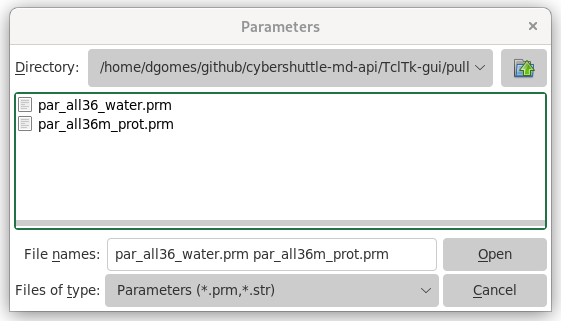 Parameters
×
Directory: /home/dgomes/github/cybershuttle-md-api/TclTk-gui/pull
par_all36_water.prm
par_all36m_prot.prm
File names: par_all36_water.prm par_all36m_prot.prm Open
Files of type: Parameters (*.prm,*.str) Cancel